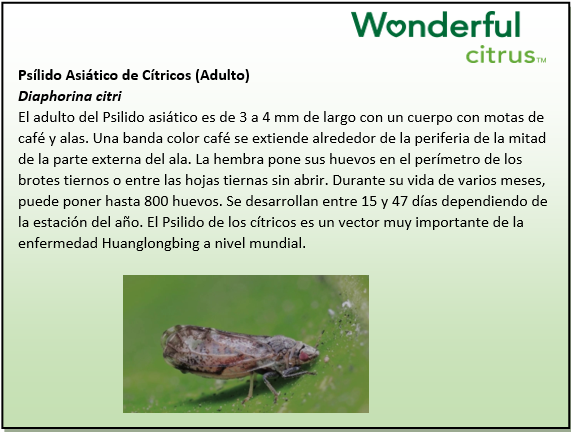 Wonderful
citrus™
Psílido Asiático de Cítricos (Adulto)
Diaphorina citri
El adulto del Psilido asiático es de 3 a 4 mm de largo con un cuerpo con motas de
café y alas. Una banda color café se extiende alrededor de la periferia de la mitad
de la parte externa del ala. La hembra pone sus huevos en el perímetro de los
brotes tiernos o entre las hojas tiernas sin abrir. Durante su vida de varios meses,
puede poner hasta 800 huevos. Se desarrollan entre 15 y 47 días dependiendo de
la estación del año. El Psilido de los cítricos es un vector muy importante de la
enfermedad Huanglongbing a nivel mundial.